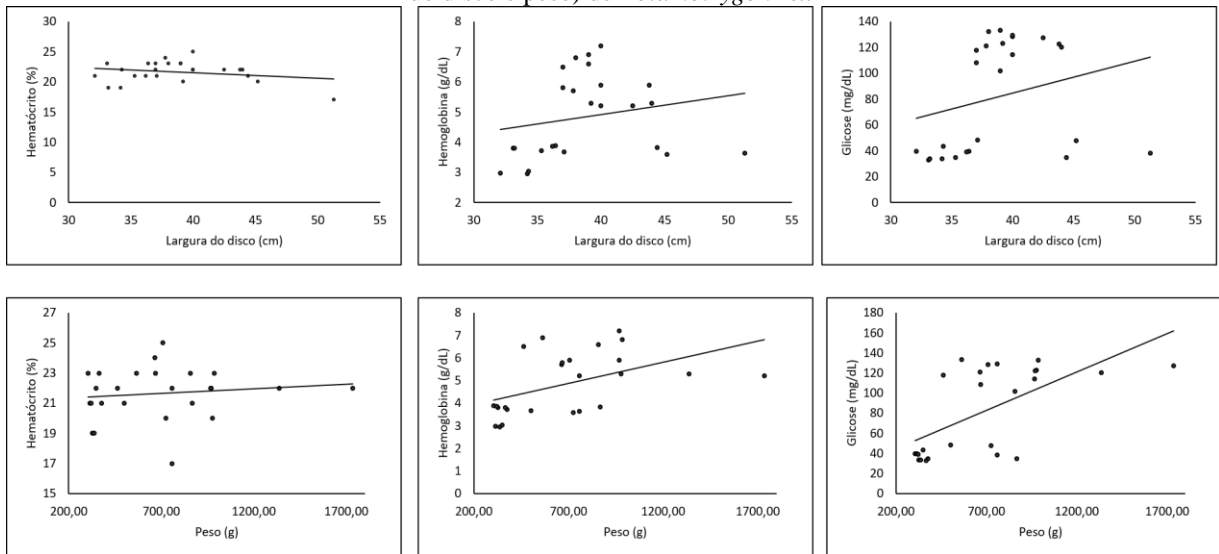 do disco e peso) de Potamotrygon
Hematócrito (%)
30
25
20
15
10
5
0
30 35 40 45 50 55
Largura do disco (cm)
Hemoglobina (g/dL)
8
7
6
5
4
3
2
30 35 40 45 50 55
Largura do disco (cm)
Glicose (mg/dL)
140
120
100
80
60
40
20
0
30 35 40 45 50 55
Largura do disco (cm)
Hematócrito (%)
27
25
23
21
19
17
15
200,00 700,00 1200,00 1700,00
Peso (g)
Hemoglobina (g/dL)
8
7
6
5
4
3
2
1
0
200,00 700,00 1200,00 1700,00
Peso (g)
Glicose (mg/dL)
180
160
140
120
100
80
60
40
20
0
200,00 700,00 1200,00 1700,00
Peso (g)